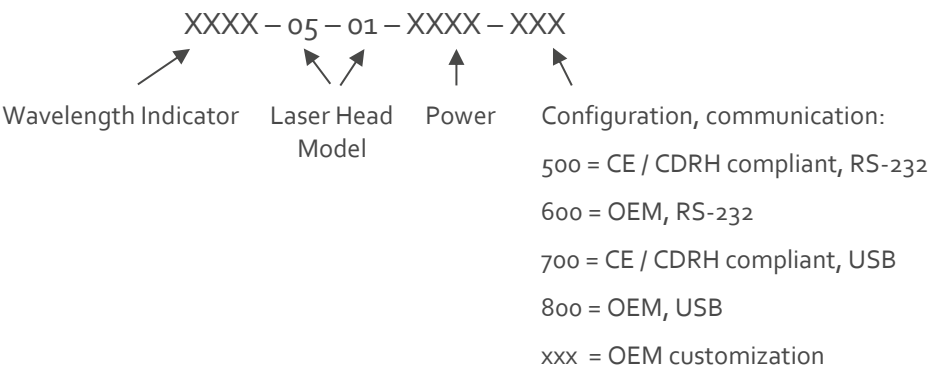 XXXX – 05 – 01 – XXXX – XXX
Wavelength Indicator
Laser Head
Model
Power
Configuration, communication:
500 = CE / CDRH compliant, RS-232
600 = OEM, RS-232
700 = CE / CDRH compliant, USB
800 = OEM, USB
xxx = OEM customization